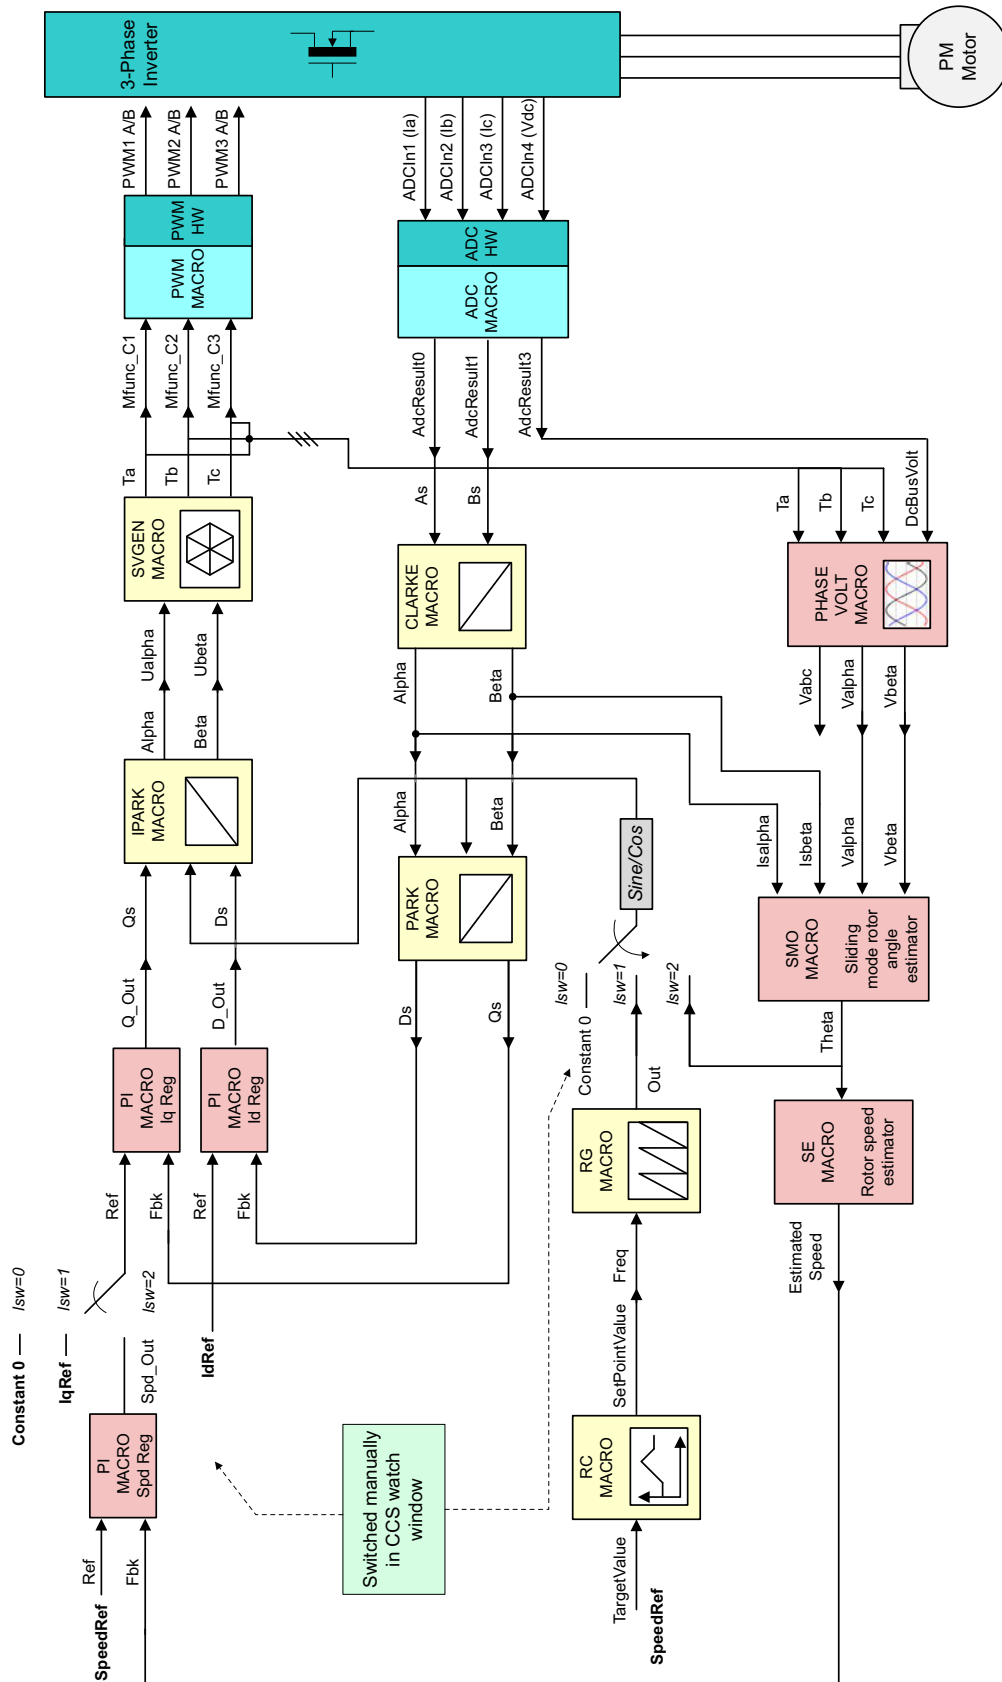 Constant 0
Isw=0
IqRef
Isw=1
Isw=2
SpeedRef
Ref
Fbk
PI
MACRO
Spd Reg
Spd_Out
Ref
Fbk
PI
MACRO
Iq Reg
Q_Out
Qs
IdRef
Ref
Fbk
PI
MACRO
Id Reg
D_Out
Ds
IPARK
MACRO
Alpha
Beta
Ualpha
Ubeta
SVGEN
MACRO
Ta
Tb
Tc
Mfunc_C1
Mfunc_C2
Mfunc_C3
PWM
MACRO
PWM
HW
PWM1 A/B
PWM2 A/B
PWM3 A/B
3-Phase
Inverter
Switched manually
in CCS watch
window
Ds
Qs
PARK
MACRO
Alpha
Beta
Alpha
Beta
CLARKE
MACRO
As
Bs
AdcResult0
AdcResult1
AdcResult3
ADC
MACRO
ADC
HW
ADCIn1 (Ia)
ADCIn2 (Ib)
ADCIn3 (Ic)
ADCIn4 (Vdc)
TargetValue
SpeedRef
RC
MACRO
SetPointValue
Freq
RG
MACRO
Out
Constant 0
Isw=0
Isw=1
Isw=2
Sine/Cos
Estimated
Speed
SE
MACRO
Rotor speed
estimator
Theta
SMO
MACRO
Sliding
mode rotor
angle
estimator
Isalpha
Isbeta
Valpha
Vbeta
Vabc
Valpha
Vbeta
PHASE
VOLT
MACRO
Ta
Tb
Tc
DcBusVolt
PM
Motor